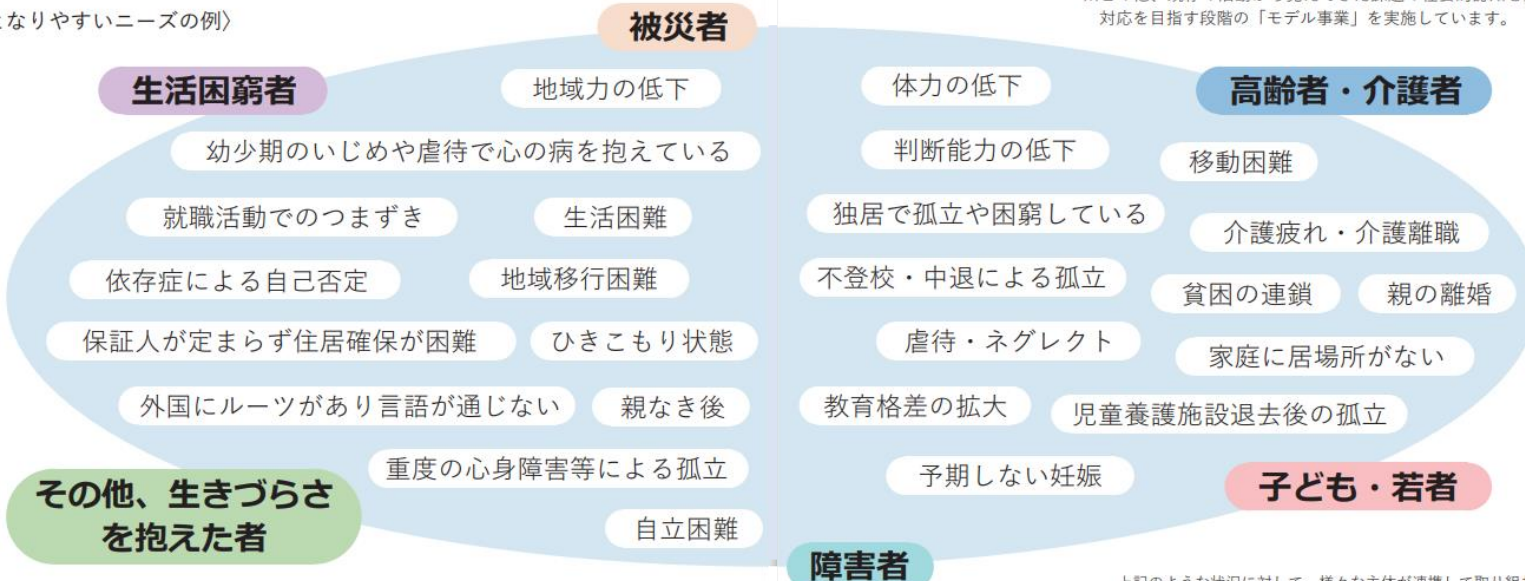 なりやすいニーズの例〉
対応を目指す段階の「モデル事業」を実施しています。
被災者
生活困窮者
地域力の低下
幼少期のいじめや虐待で心の病を抱えている
就職活動でのつまずき
生活困難
依存症による自己否定
地域移行困難
保証人が定まらず住居確保が困難
ひきこもり状態
外国にルーツがあり言語が通じない
親なき後
重度の心身障害等による孤立
その他、生きづらさ
を抱えた者
自立困難
体力の低下
高齢者・介護者
判断能力の低下
移動困難
独居で孤立や困窮している
介護疲れ・介護離職
不登校・中退による孤立
貧困の連鎖
親の離婚
虐待・ネグレクト
家庭に居場所がない
教育格差の拡大
児童養護施設退去後の孤立
予期しない妊娠
子ども・若者
障害者